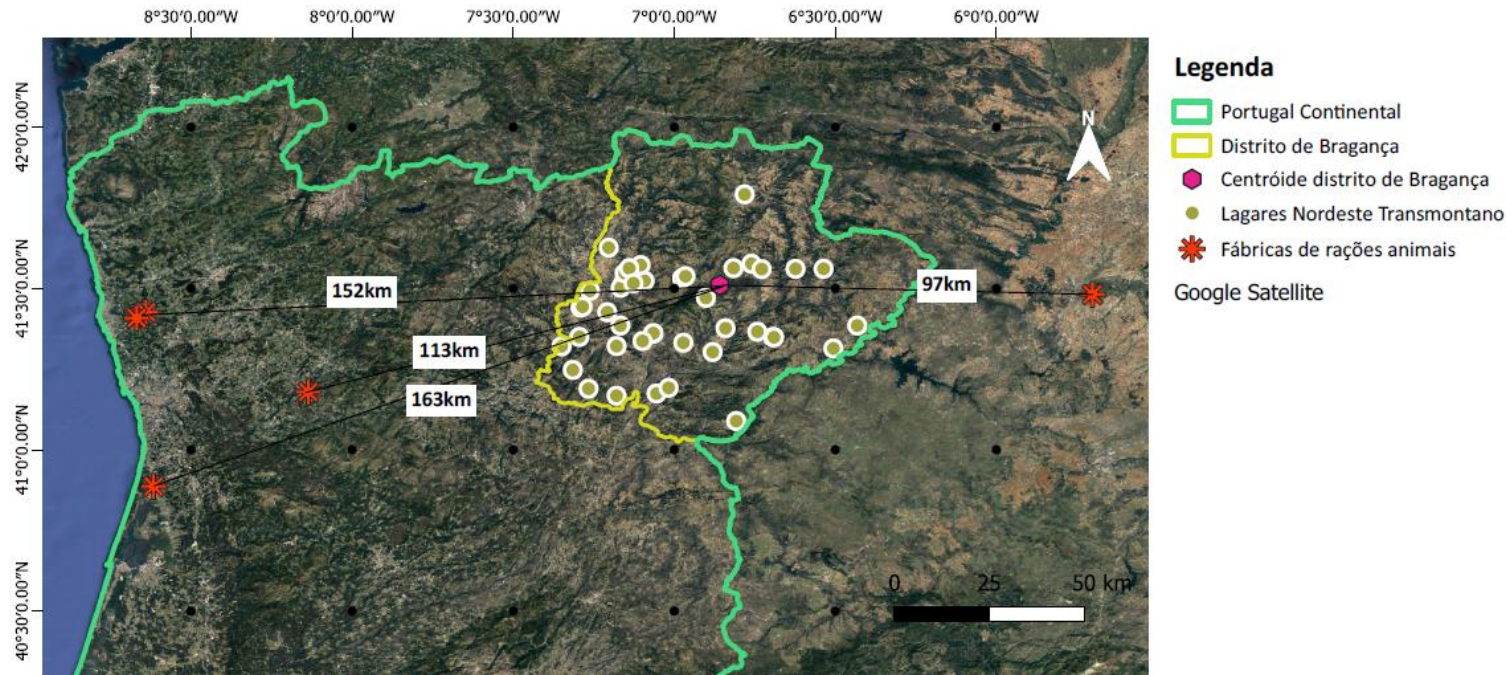 8°30'0.00"W 8°0'0.00"W 7°30'0.00"W 7°0'0.00"W 6°30'0.00"W 6°0'0.00"W
42°0'0.00"N
41°30'0.00"N
41°0'0.00"N
40°30'0.00"N
N
152km
97km
113km
163km
0 25 50 km
Legenda
Portugal Continental
Distrito de Bragança
Centróide distrito de Bragança
Lagares Nordeste Transmontano
Fábricas de rações animais
Google Satellite